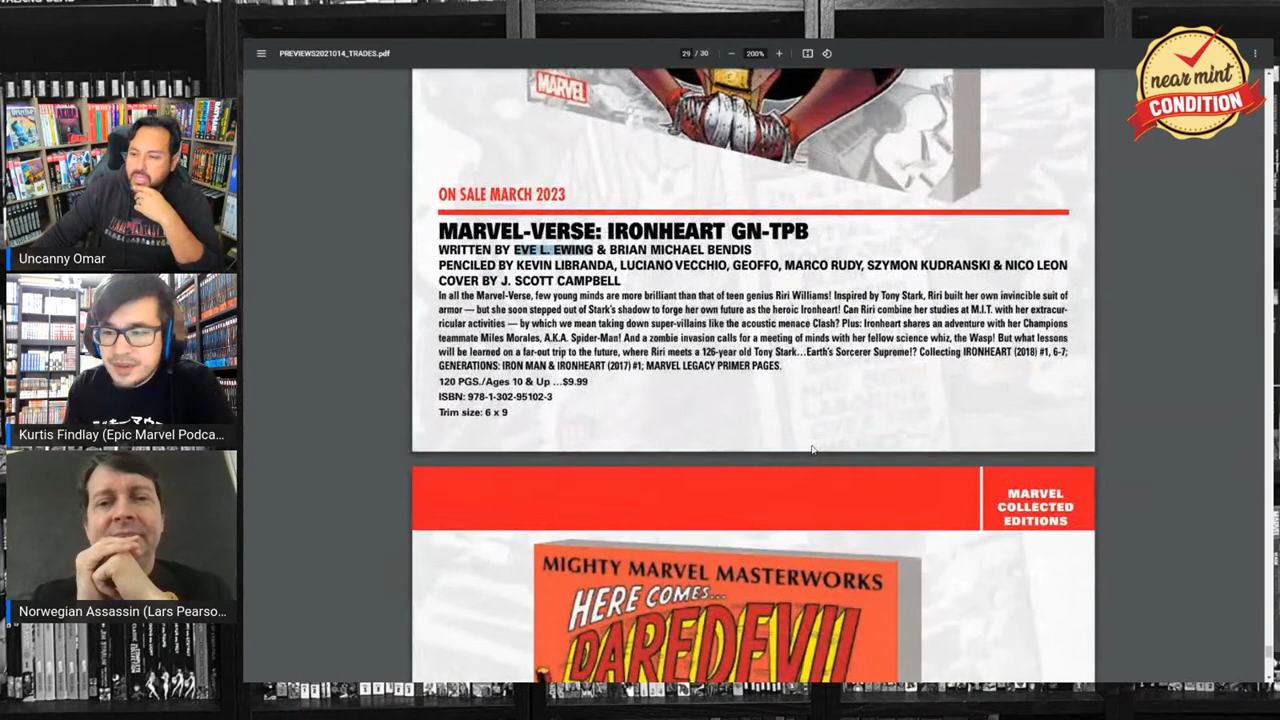 PREVIEWS2021014_TRADES.pdf
29 / 30
200%
near mint
CONDITION
MARVEL
ON SALE MARCH 2023
MARVEL-VERSE: IRONHEART GN-TPB
WRITTEN BY EVE L. EWING & BRIAN MICHAEL BENDIS
PENCILED BY KEVIN LIBRANDA, LUCIANO VECCHIO, GEOFFO, MARCO RUDY, SZYMON KUDRANSKI & NICO LEON
COVER BY J. SCOTT CAMPBELL
In all the Marvel-Verse, few young minds are more brilliant than that of teen genius Riri Williams! Inspired by Tony Stark, Riri built her own invincible suit of
armor — but she soon stepped out of Stark's shadow to forge her own future as the heroic Ironheart! Can Riri combine her studies at M.I.T. with her extracur-
ricular activities — by which we mean taking down super-villains like the acoustic menace Clash? Plus: Ironheart shares an adventure with her Champions
teammate Miles Morales, A.K.A. Spider-Man! And a zombie invasion calls for a meeting of minds with her fellow science whiz, the Wasp! But what lessons
will be learned on a far-out trip to the future, where Riri meets a 126-year old Tony Stark…Earth's Sorcerer Supreme!? Collecting IRONHEART (2018) #1, 6-7;
GENERATIONS: IRON MAN & IRONHEART (2017) #1; MARVEL LEGACY PRIMER PAGES.
120 PGS./Ages 10 & Up …$9.99
ISBN: 978-1-302-95102-3
Trim size: 6 x 9
MARVEL
COLLECTED
EDITIONS
MIGHTY MARVEL MASTERWORKS
HERE COMES...
DAREDEVIL
Uncanny Omar
Kurtis Findlay (Epic Marvel Podca...
Norwegian Assassin (Lars Pearso...